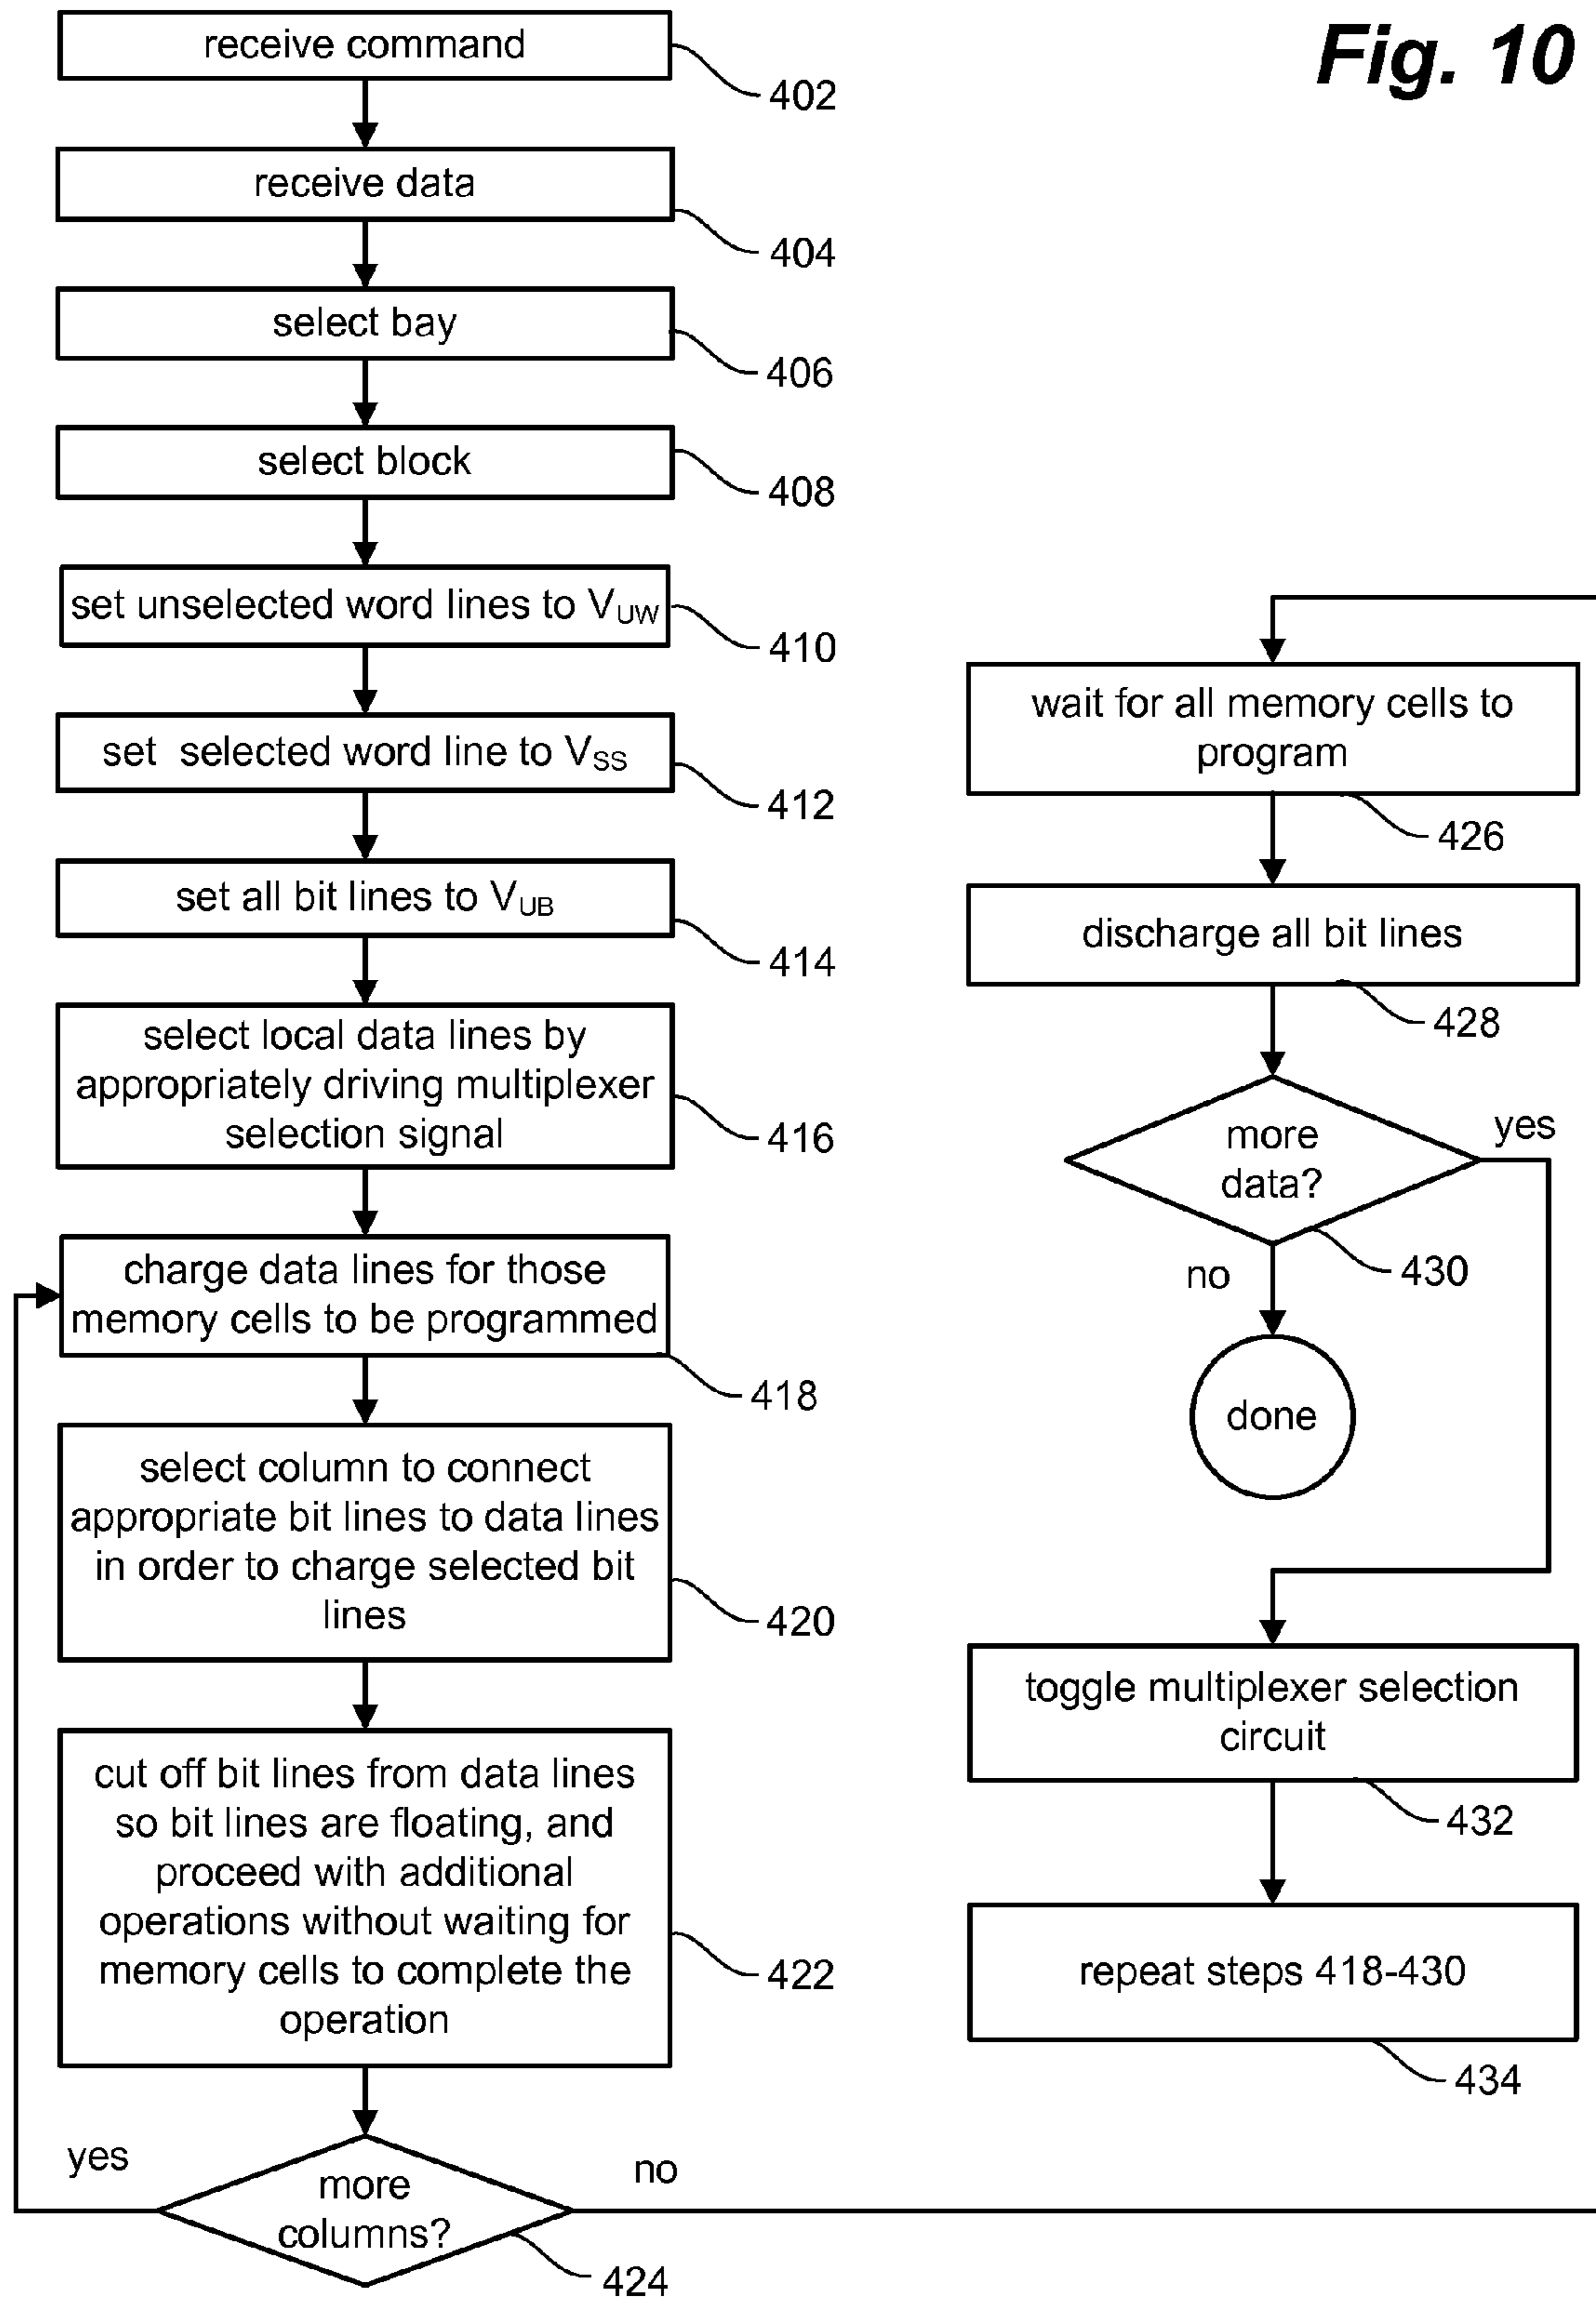 Fig. 10
receive command
402
receive data
404
select bay
406
select block
408
set unselected word lines to VUW
410
set selected word line to VSS
412
set all bit lines to VUB
414
select local data lines by
appropriately driving multiplexer
selection signal
416
charge data lines for those
memory cells to be programmed
418
select column to connect
appropriate bit lines to data lines
in order to charge selected bit
lines
420
cut off bit lines from data lines
so bit lines are floating, and
proceed with additional
operations without waiting for
memory cells to complete the
operation
422
more
columns?
424
yes
no
wait for all memory cells to
program
426
discharge all bit lines
428
more
data?
430
yes
no
done
toggle multiplexer selection
circuit
432
repeat steps 418-430
434